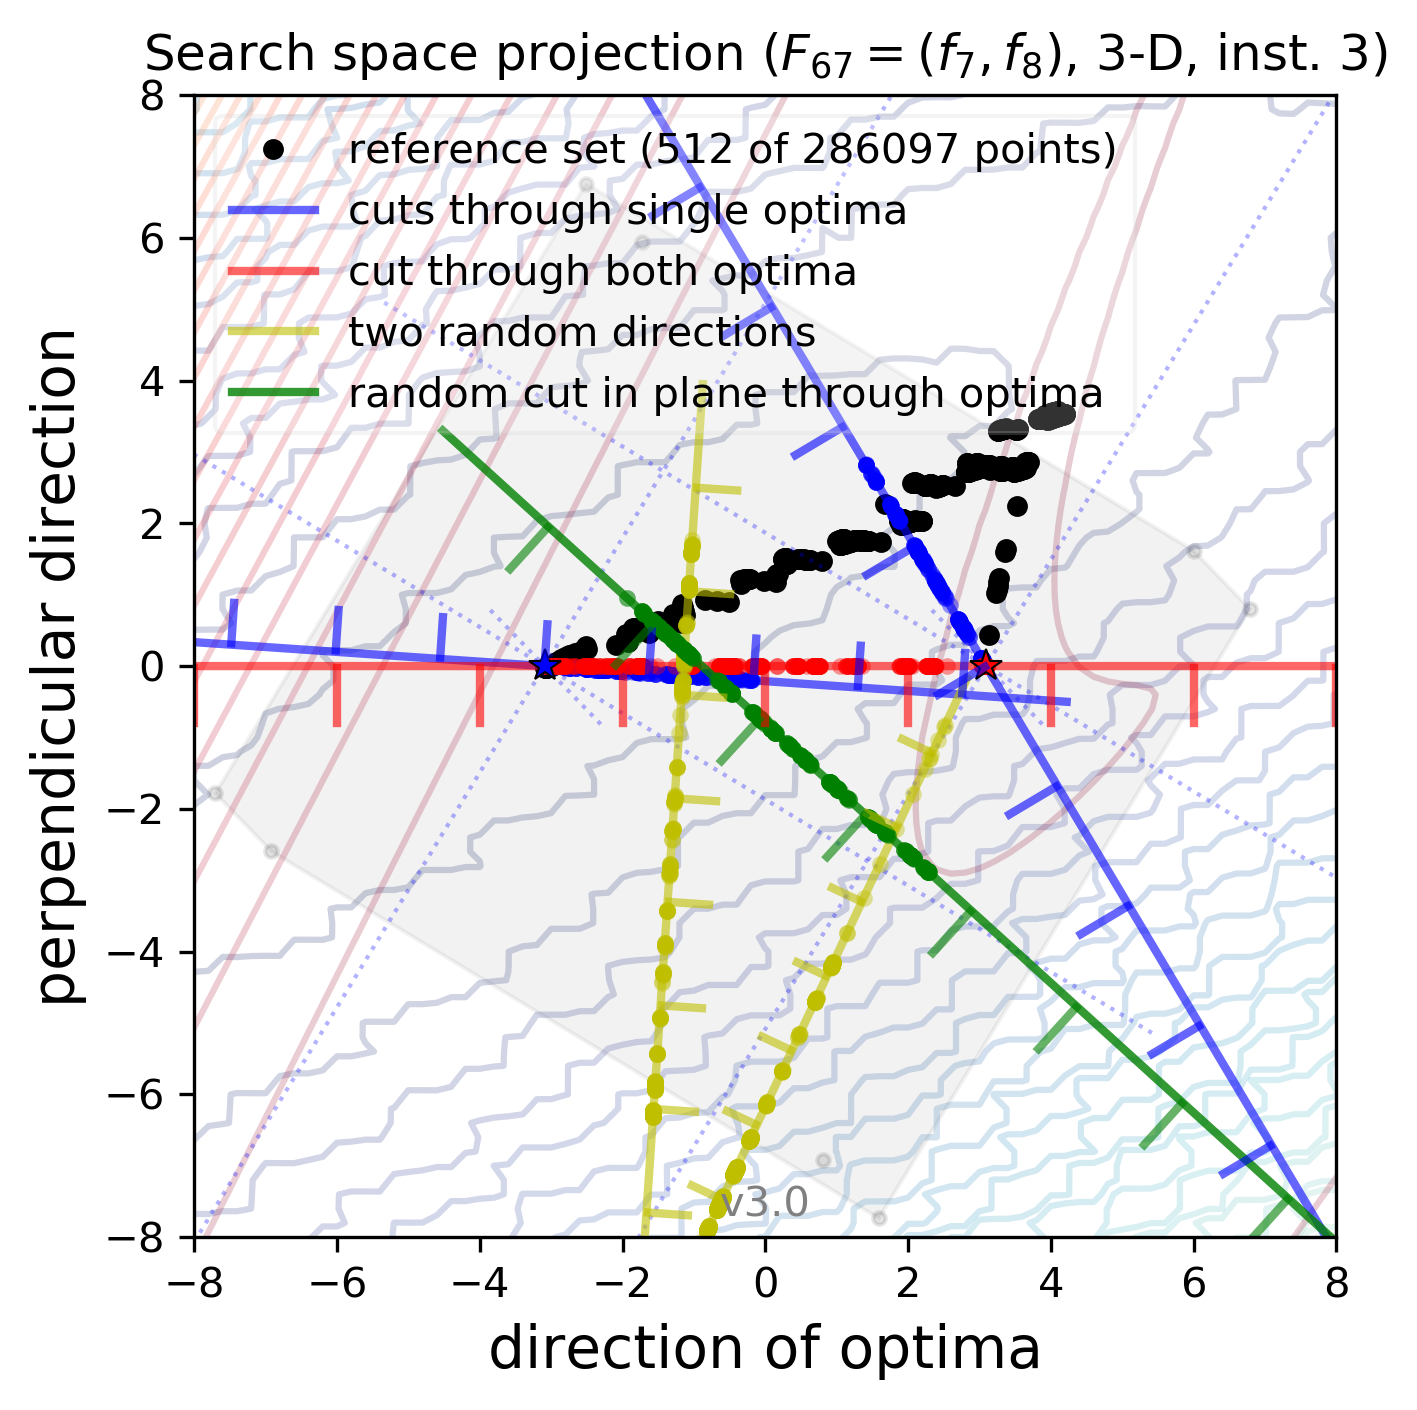 Search space projection (F₆₇ = (f₇, f₈), 3-D, inst. 3)
reference set (512 of 286097 points)
cuts through single optima
cut through both optima
two random directions
random cut in plane through optima
perpendicular direction
8
6
4
2
0
−2
−4
−6
−8
v3.0
−8 −6 −4 −2 0 2 4 6 8
direction of optima